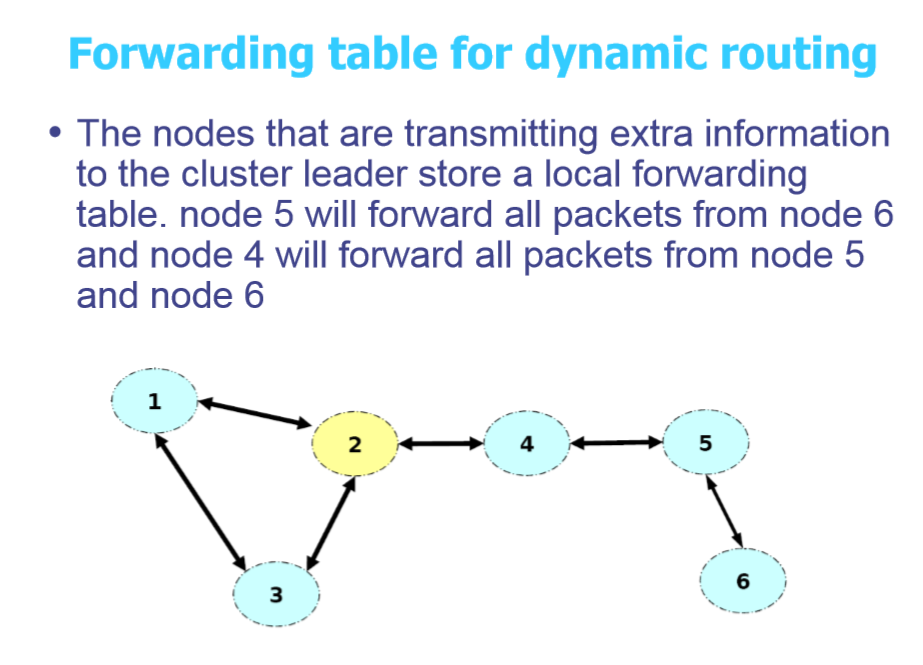 Forwarding table for dynamic routing
• The nodes that are transmitting extra information
to the cluster leader store a local forwarding
table. node 5 will forward all packets from node 6
and node 4 will forward all packets from node 5
and node 6
1
2
4
5
3
6